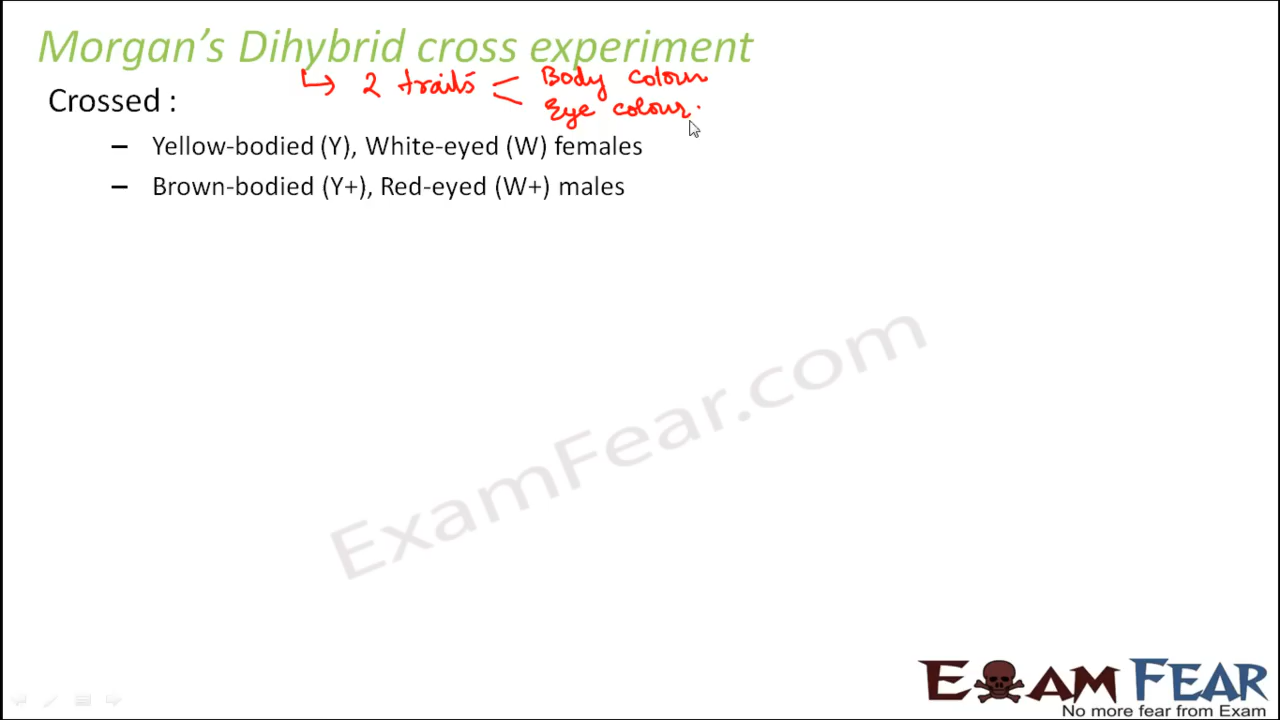 Morgan's Dihybrid cross experiment
↳ 2 traits < Body colour
Eye colour.
Crossed :
– Yellow-bodied (Y), White-eyed (W) females
– Brown-bodied (Y+), Red-eyed (W+) males
ExamFear.com
EXAM FEAR
No more fear from Exam